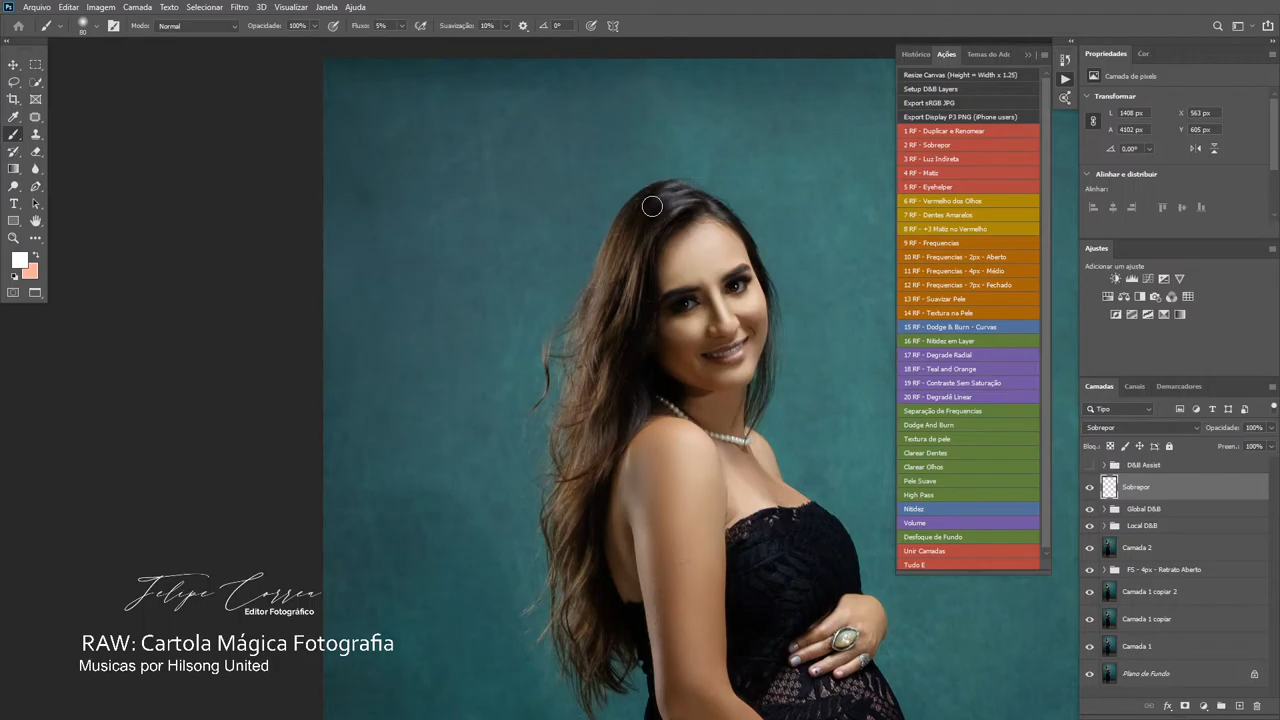 Ps Arquivo Editar Imagem Camada Texto Selecionar Filtro 3D Visualizar Janela Ajuda
80 Modo: Normal Opacidade: 100% Fluxo: 5% Suavização: 10% 0°
Histórico Ações Temas do Ad
Resize Canvas (Height = Width x 1.25)
Setup D&B Layers
Export sRGB JPG
Export Display P3 PNG (iPhone users)
1 RF - Duplicar e Renomear
2 RF - Sobrepor
3 RF - Luz Indireta
4 RF - Matiz
5 RF - Eyehelper
6 RF - Vermelho dos Olhos
7 RF - Dentes Amarelos
8 RF - +3 Matiz no Vermelho
9 RF - Frequencias
10 RF - Frequencias - 2px - Aberto
11 RF - Frequencias - 4px - Médio
12 RF - Frequencias - 7px - Fechado
13 RF - Suavizar Pele
14 RF - Textura na Pele
15 RF - Dodge & Burn - Curvas
16 RF - Nitidez em Layer
17 RF - Degrade Radial
18 RF - Teal and Orange
19 RF - Contraste Sem Saturação
20 RF - Degradê Linear
Separação de Frequencias
Dodge And Burn
Textura de pele
Clarear Dentes
Clarear Olhos
Pele Suave
High Pass
Nitidez
Volume
Desfoque de Fundo
Unir Camadas
Tudo E
Propriedades Cor
Camada de pixels
Transformar
L 1408 px X 563 px
A 4102 px Y 605 px
0,00°
Alinhar e distribuir
Alinhar:
Ajustes
Adicionar um ajuste
Camadas Canais Demarcadores
Tipo
Sobrepor Opacidade: 100%
Bloq.: Preen.: 100%
D&B Assist
Sobrepor
Global D&B
Local D&B
Camada 2
FS - 4px - Retrato Aberto
Camada 1 copiar 2
Camada 1 copiar
Camada 1
Plano de Fundo
Felipe Correa
Editor Fotográfico
RAW: Cartola Mágica Fotografia
Musicas por Hilsong United